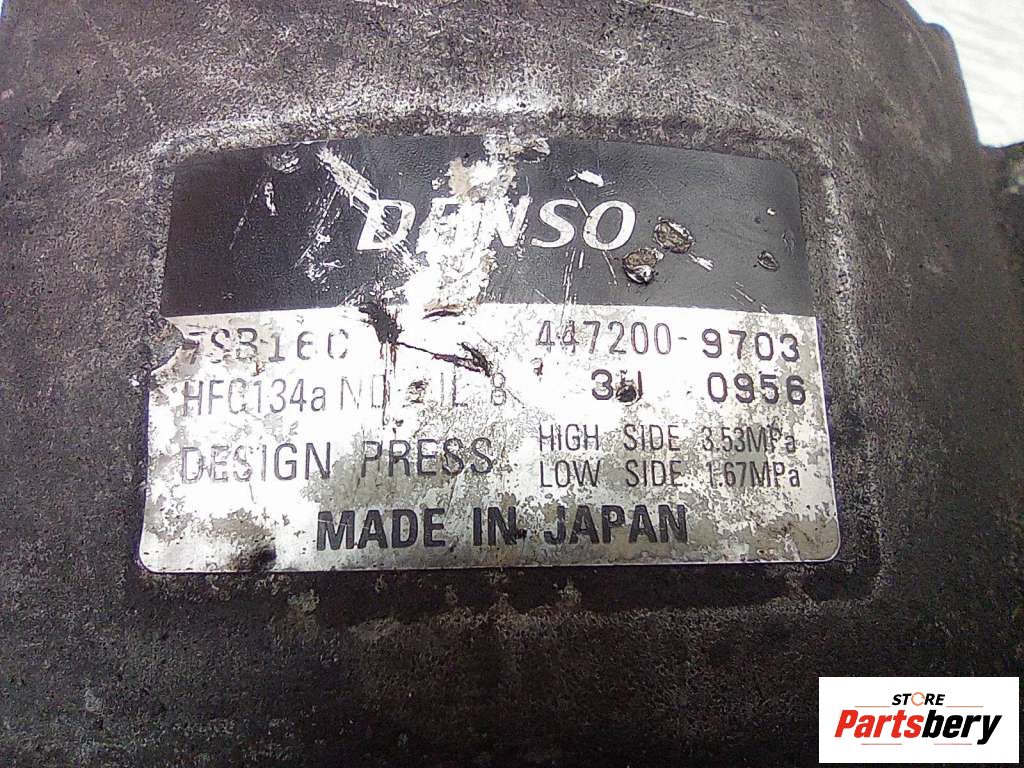 DENSO
7SB16C 447200-9703
HFC134a 8 0956
DESIGN PRESS HIGH SIDE 3.53MPa
LOW SIDE 1.67MPa
MADE IN JAPAN
STORE
Partsbery